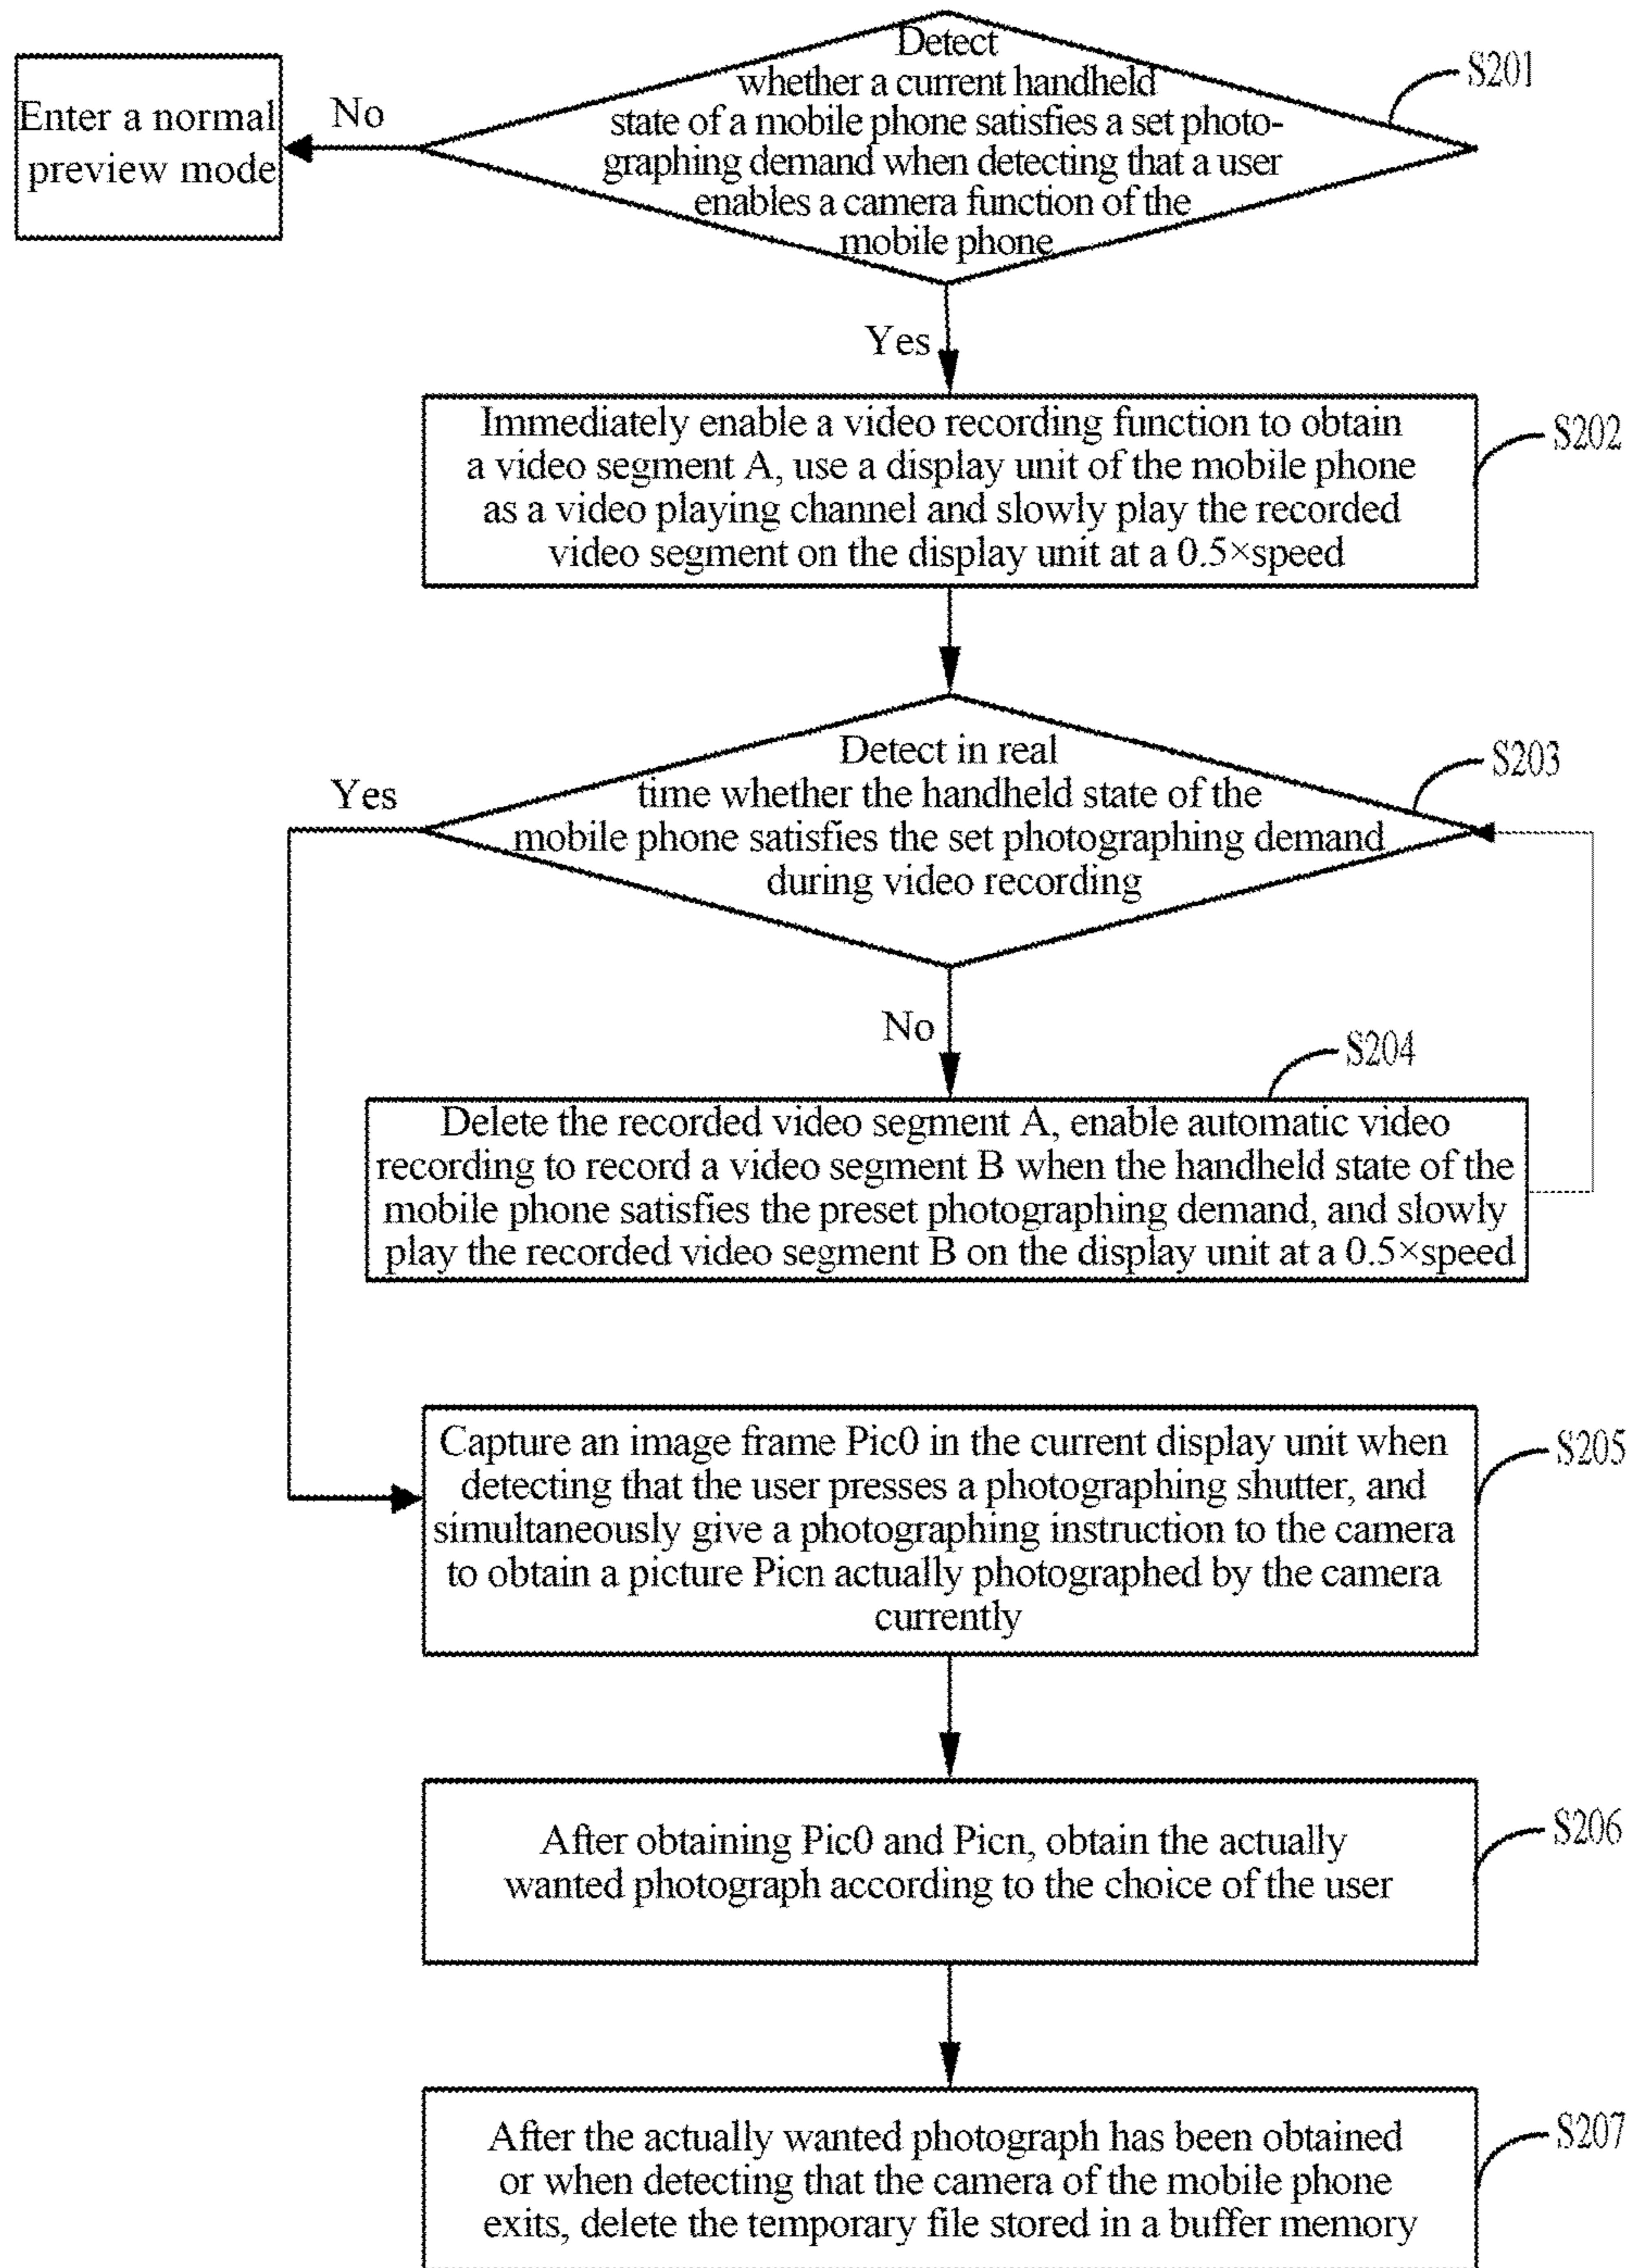 Detect
whether a current handheld
state of a mobile phone satisfies a set photo-
graphing demand when detecting that a user
enables a camera function of the
mobile phone
S201
No
Enter a normal
preview mode
Yes
Immediately enable a video recording function to obtain
a video segment A, use a display unit of the mobile phone
as a video playing channel and slowly play the recorded
video segment on the display unit at a 0.5×speed
S202
Detect in real
time whether the handheld state of the
mobile phone satisfies the set photographing demand
during video recording
S203
Yes
No
S204
Delete the recorded video segment A, enable automatic video
recording to record a video segment B when the handheld state of the
mobile phone satisfies the preset photographing demand, and slowly
play the recorded video segment B on the display unit at a 0.5×speed
Capture an image frame Pic0 in the current display unit when
detecting that the user presses a photographing shutter, and
simultaneously give a photographing instruction to the camera
to obtain a picture Picn actually photographed by the camera
currently
S205
After obtaining Pic0 and Picn, obtain the actually
wanted photograph according to the choice of the user
S206
After the actually wanted photograph has been obtained
or when detecting that the camera of the mobile phone
exits, delete the temporary file stored in a buffer memory
S207